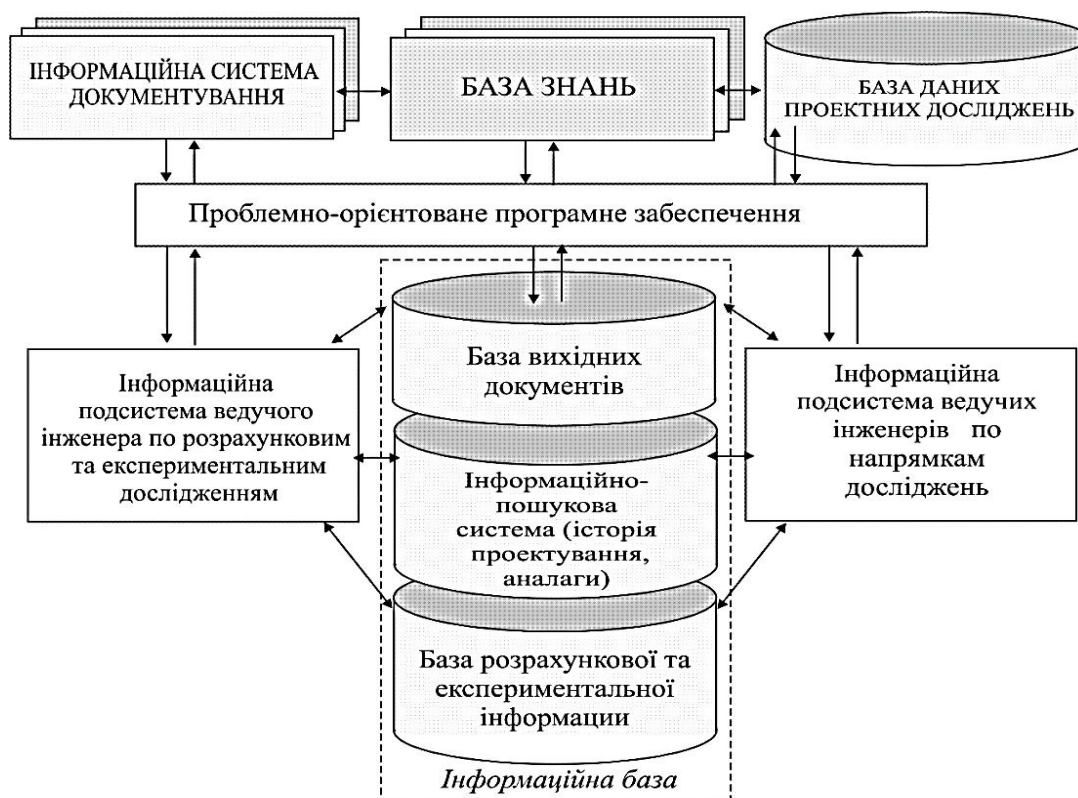 ІНФОРМАЦІЙНА СИСТЕМА
ДОКУМЕНТУВАННЯ
БАЗА ЗНАНЬ
БАЗА ДАНИХ
ПРОЕКТНИХ ДОСЛІДЖЕНЬ
Проблемно-орієнтоване програмне забеспечення
База вихідних
документів
Інформаційна
подсистема ведучого
інженера по розрахунковим
та експериментальним
дослідженням
Інформаційно-
пошукова
система (історія
проектування,
аналаги)
Інформаційна
подсистема ведучих
інженерів по
напрямкам
досліджень
База розрахункової та
експериментальної
інформации
Інформаційна база